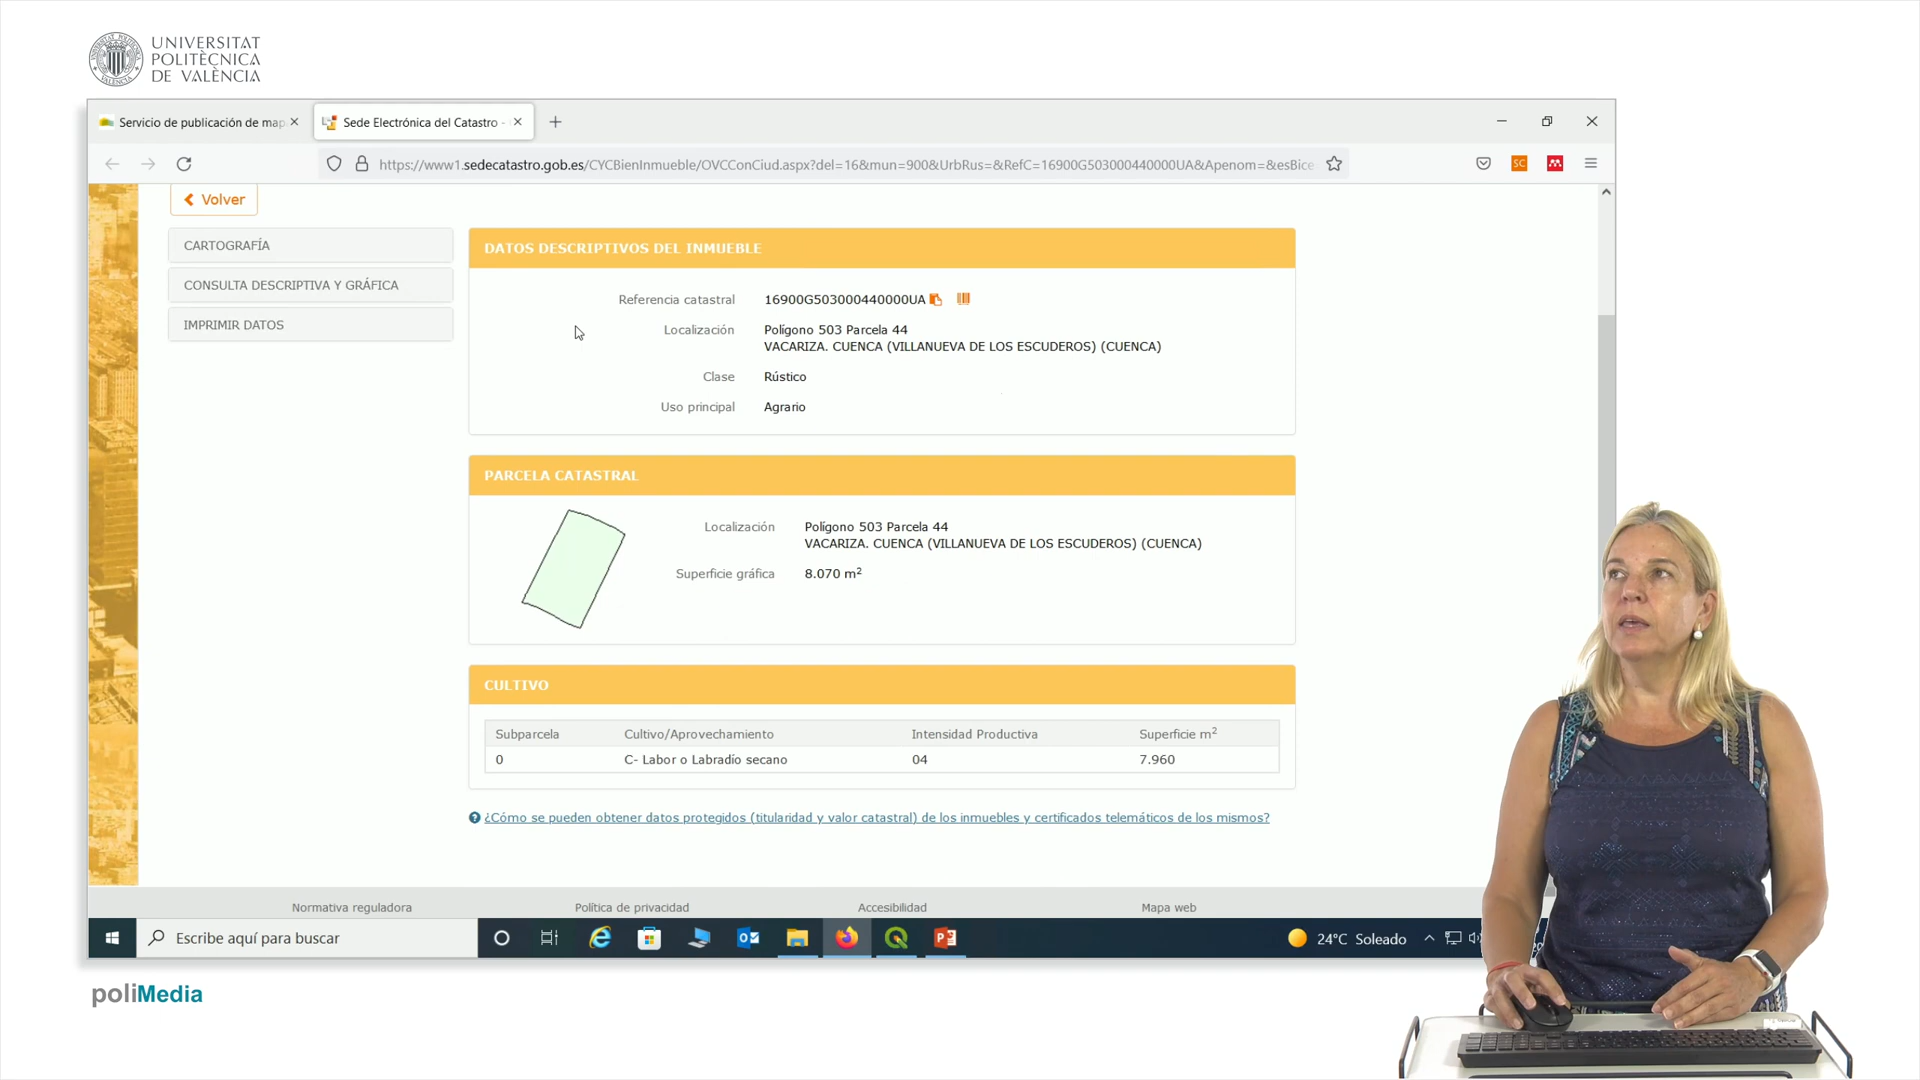 UNIVERSITAT
POLITÈCNICA
DE VALÈNCIA
Servicio de publicación de map
Sede Electrónica del Catastro -
https://www1.sedecatastro.gob.es/CYCBienInmueble/OVCConCiud.aspx?del=16&mun=900&UrbRus=&RefC=16900G503000440000UA&Apenom=&esBice
SC
Volver
CARTOGRAFÍA
CONSULTA DESCRIPTIVA Y GRÁFICA
IMPRIMIR DATOS
DATOS DESCRIPTIVOS DEL INMUEBLE
Referencia catastral 16900G503000440000UA
Localización Polígono 503 Parcela 44
VACARIZA. CUENCA (VILLANUEVA DE LOS ESCUDEROS) (CUENCA)
Clase Rústico
Uso principal Agrario
PARCELA CATASTRAL
Localización Polígono 503 Parcela 44
VACARIZA. CUENCA (VILLANUEVA DE LOS ESCUDEROS) (CUENCA)
Superficie gráfica 8.070 m²
CULTIVO
Subparcela Cultivo/Aprovechamiento Intensidad Productiva Superficie m²
0 C- Labor o Labradío secano 04 7.960
¿Cómo se pueden obtener datos protegidos (titularidad y valor catastral) de los inmuebles y certificados telemáticos de los mismos?
Normativa reguladora Política de privacidad Accesibilidad Mapa web
Escribe aquí para buscar
24°C Soleado
poliMedia